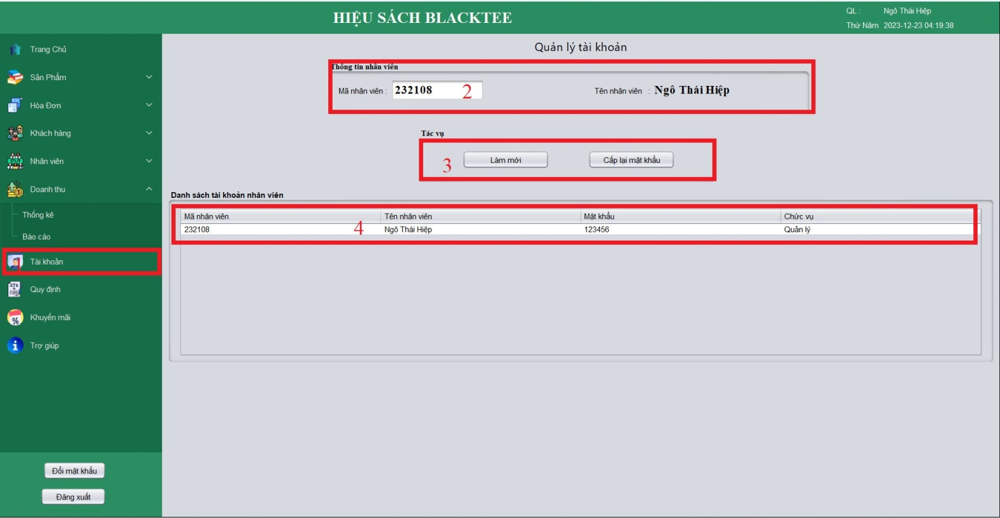 HIỆU SÁCH BLACKTEE
QL : Ngô Thái Hiệp
Thứ Năm 2023-12-23 04:19:38
Trang Chủ
Sản Phẩm
Hóa Đơn
Khách hàng
Nhân viên
Doanh thu
Thống kê
Báo cáo
1 Tài khoản
Quy định
Khuyến mãi
Trợ giúp
Đổi mật khẩu
Đăng xuất
Quản lý tài khoản
Thông tin nhân viên
Mã nhân viên : 232108 2 Tên nhân viên : Ngô Thái Hiệp
Tác vụ
3 Làm mới Cấp lại mật khẩu
Danh sách tài khoản nhân viên
Mã nhân viên Tên nhân viên Mật khẩu Chức vụ
232108 4 Ngô Thái Hiệp 123456 Quản lý